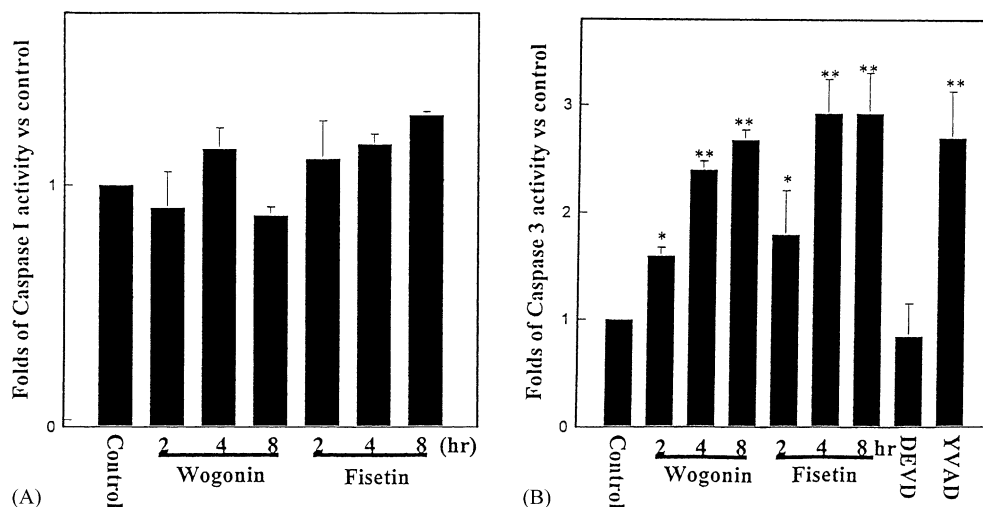 Folds of Caspase I activity vs control
1
0
Control
2 4 8 2 4 8 (hr)
Wogonin Fisetin
(A)
Folds of Caspase 3 activity vs control
3
2
1
0
* ** ** * ** ** **
Control
2 4 8 2 4 8 hr
Wogonin Fisetin
DEVD
YVAD
(B)